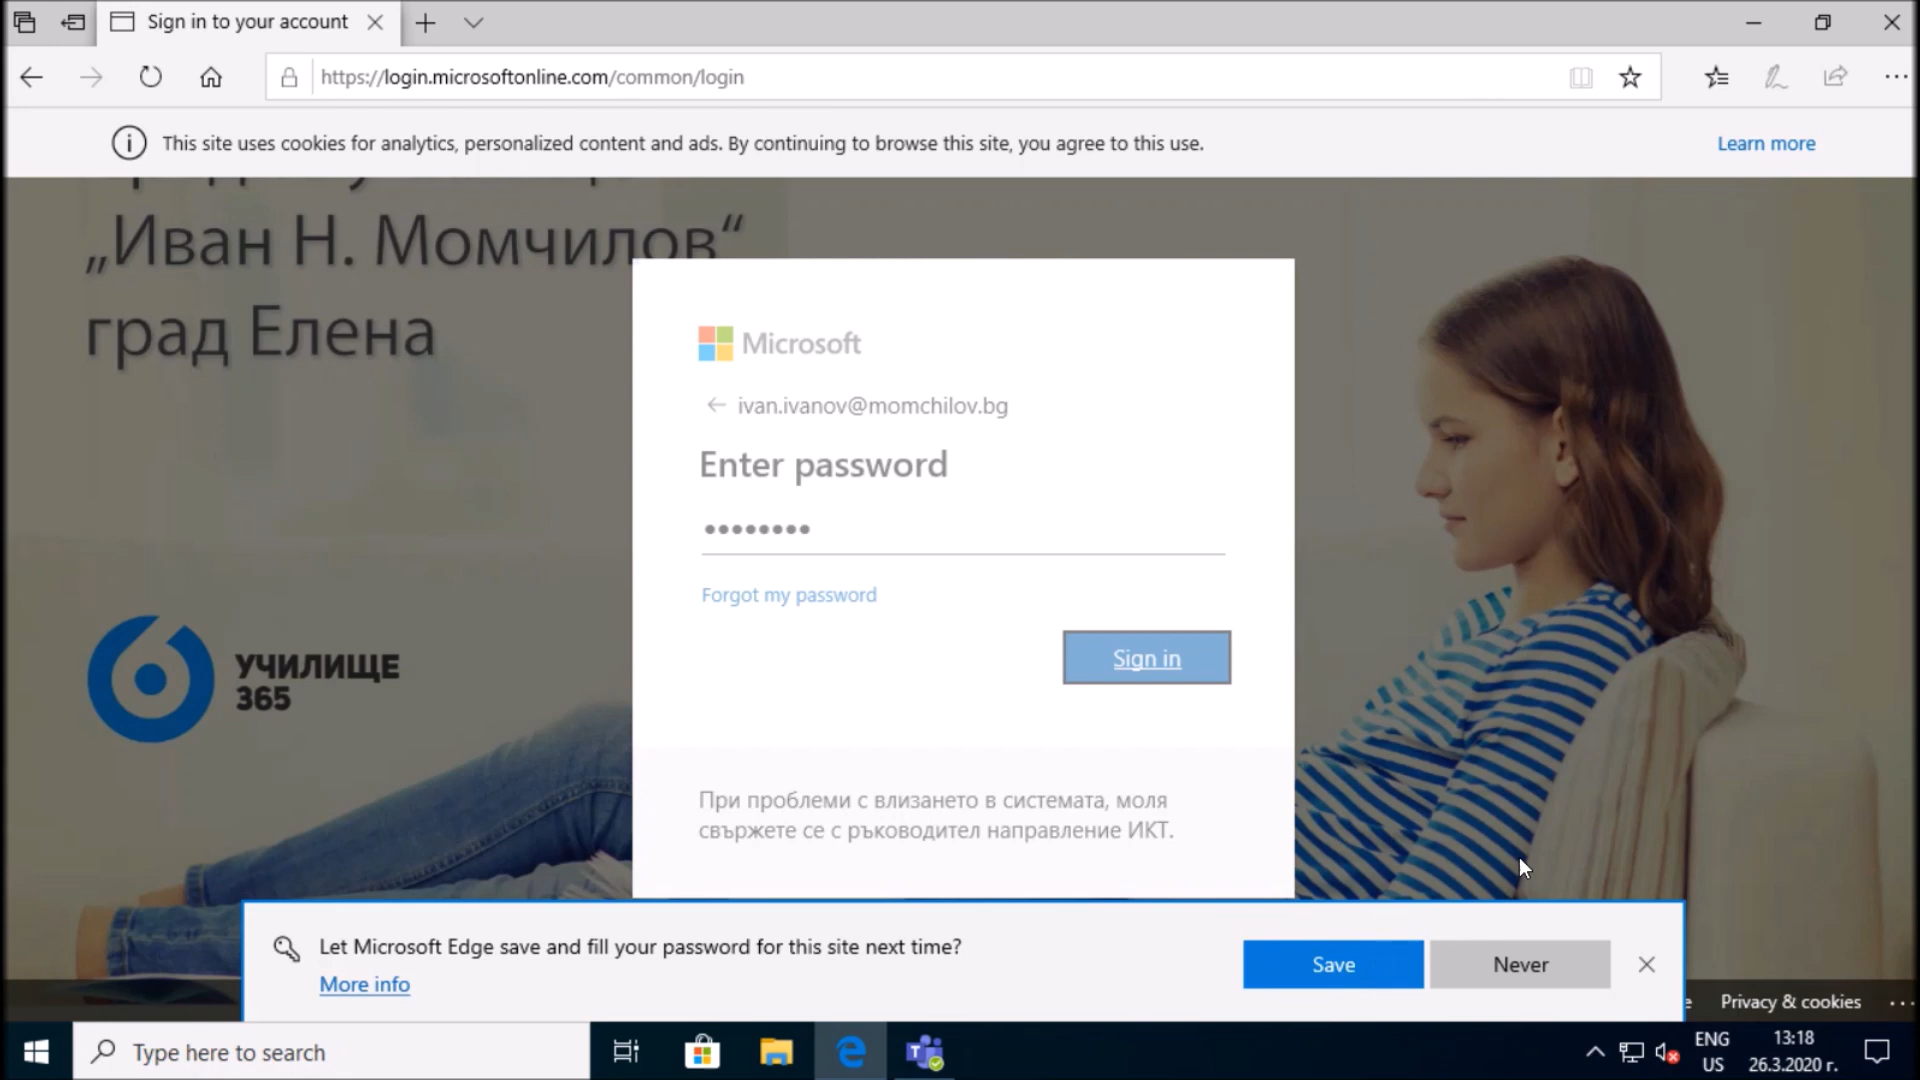 Sign in to your account
https://login.microsoftonline.com/common/login
This site uses cookies for analytics, personalized content and ads. By continuing to browse this site, you agree to this use.
Learn more
„Иван Н. Момчилов“
град Елена
Microsoft
ivan.ivanov@momchilov.bg
Enter password
Forgot my password
Sign in
УЧИЛИЩЕ
365
При проблеми с влизането в системата, моля
свържете се с ръководител направление ИКТ.
Let Microsoft Edge save and fill your password for this site next time?
More info
Save
Never
Privacy & cookies
Type here to search
ENG
US
13:18
26.3.2020 г.